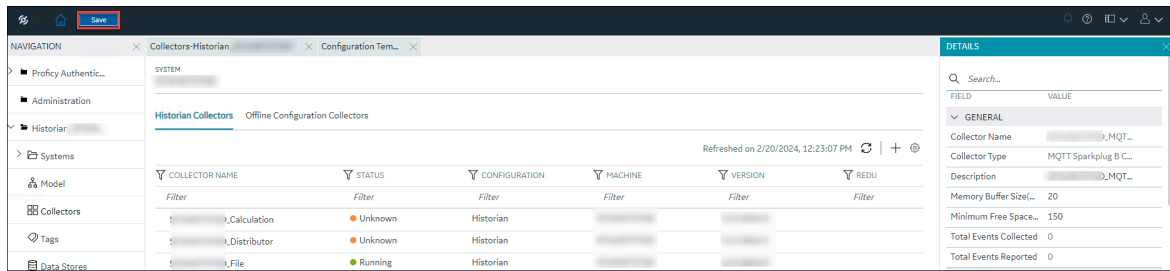 Save
NAVIGATION
Proficy Authentic...
Administration
Historian
Systems
Model
Collectors
Tags
Data Stores
Collectors-Historian
Configuration Tem...
SYSTEM
Historian Collectors Offline Configuration Collectors
Refreshed on 2/20/2024, 12:23:07 PM
COLLECTOR NAME STATUS CONFIGURATION MACHINE VERSION REDU
Filter Filter Filter Filter Filter Filter
_Calculation Unknown Historian
_Distributor Unknown Historian
_File Running Historian
DETAILS
Search...
FIELD VALUE
GENERAL
Collector Name _MQT...
Collector Type MQTT Sparkplug B C...
Description _MQT...
Memory Buffer Size(... 20
Minimum Free Space... 150
Total Events Collected 0
Total Events Reported 0